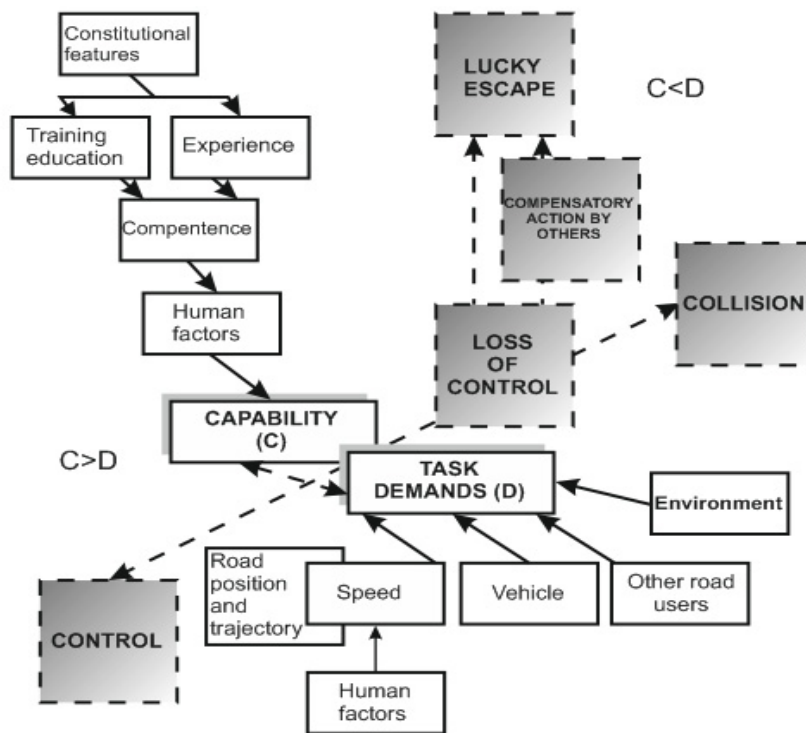 Constitutional
features
LUCKY
ESCAPE
C<D
Training
education
Experience
COMPENSATORY
ACTION BY
OTHERS
Compentence
COLLISION
Human
factors
LOSS
OF
CONTROL
CAPABILITY
(C)
C>D
TASK
DEMANDS (D)
Environment
Road
position
and
trajectory
Speed
Vehicle
Other road
users
CONTROL
Human
factors